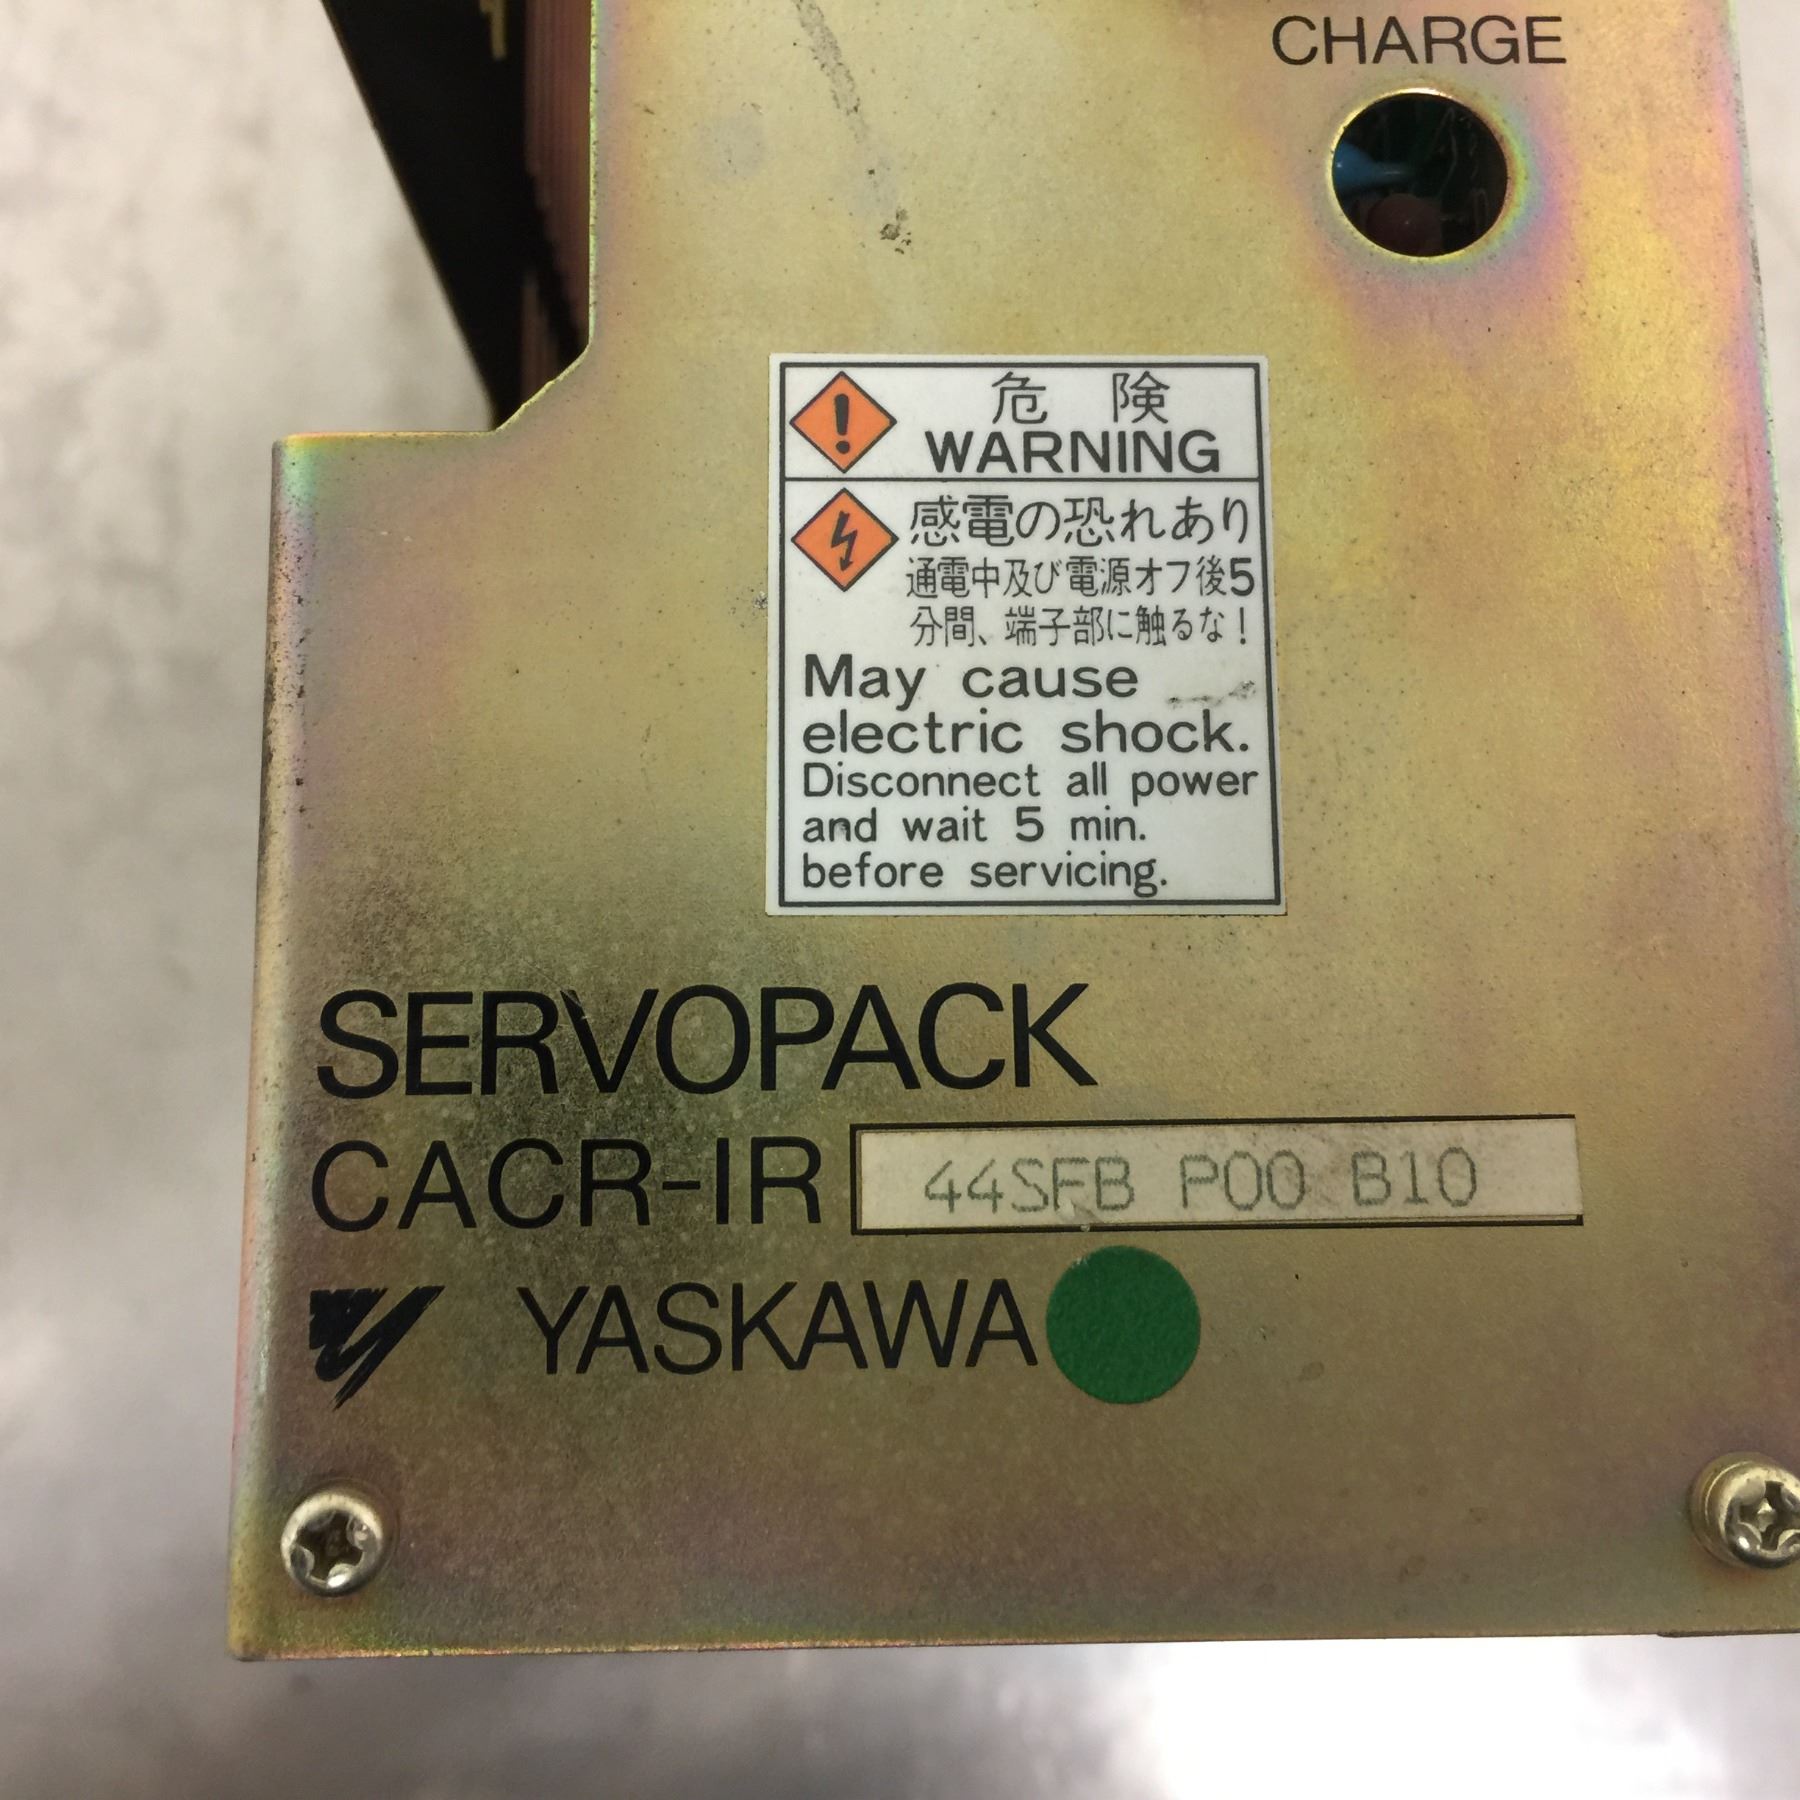 CHARGE
危 険
WARNING
感電の恐れあり
通電中及び電源オフ後5
分間、端子部に触るな!
May cause
electric shock.
Disconnect all power
and wait 5 min.
before servicing.
SERVOPACK
CACR-IR 44SFB P00 B10
YASKAWA